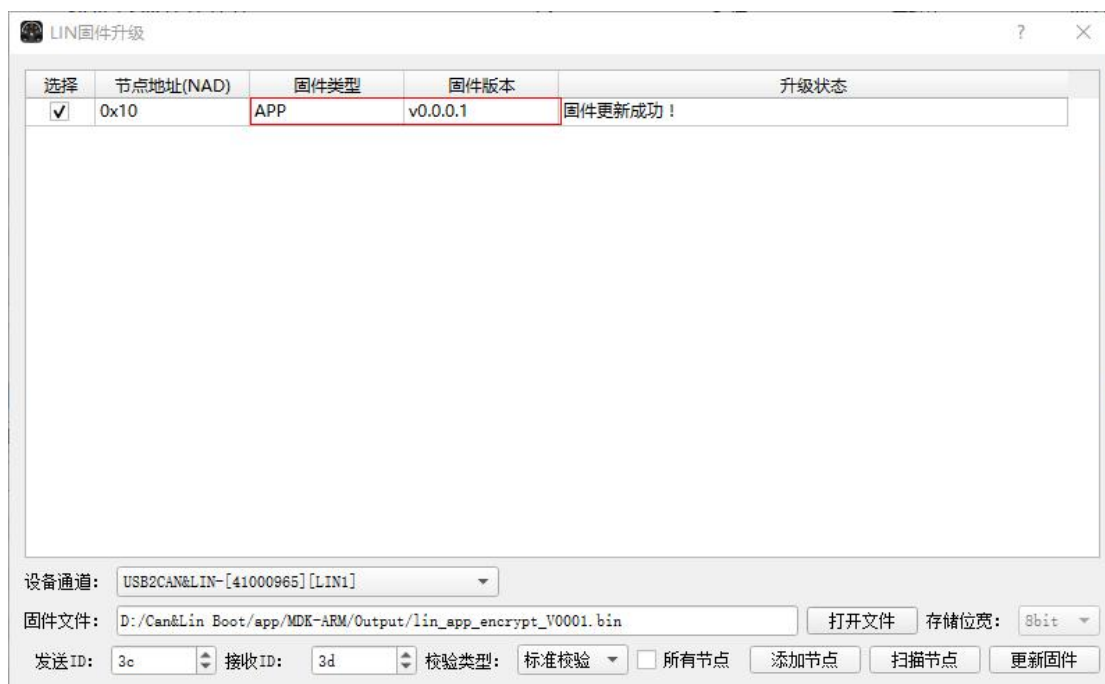 LIN固件升级
选择 节点地址(NAD) 固件类型 固件版本 升级状态
0x10 APP v0.0.0.1 固件更新成功！
设备通道： USB2CAN&LIN-[41000965][LIN1]
固件文件： D:/Can&Lin Boot/app/MDK-ARM/Output/lin_app_encrypt_V0001.bin 打开文件 存储位宽： 8bit
发送ID： 3c 接收ID： 3d 校验类型： 标准校验 所有节点 添加节点 扫描节点 更新固件